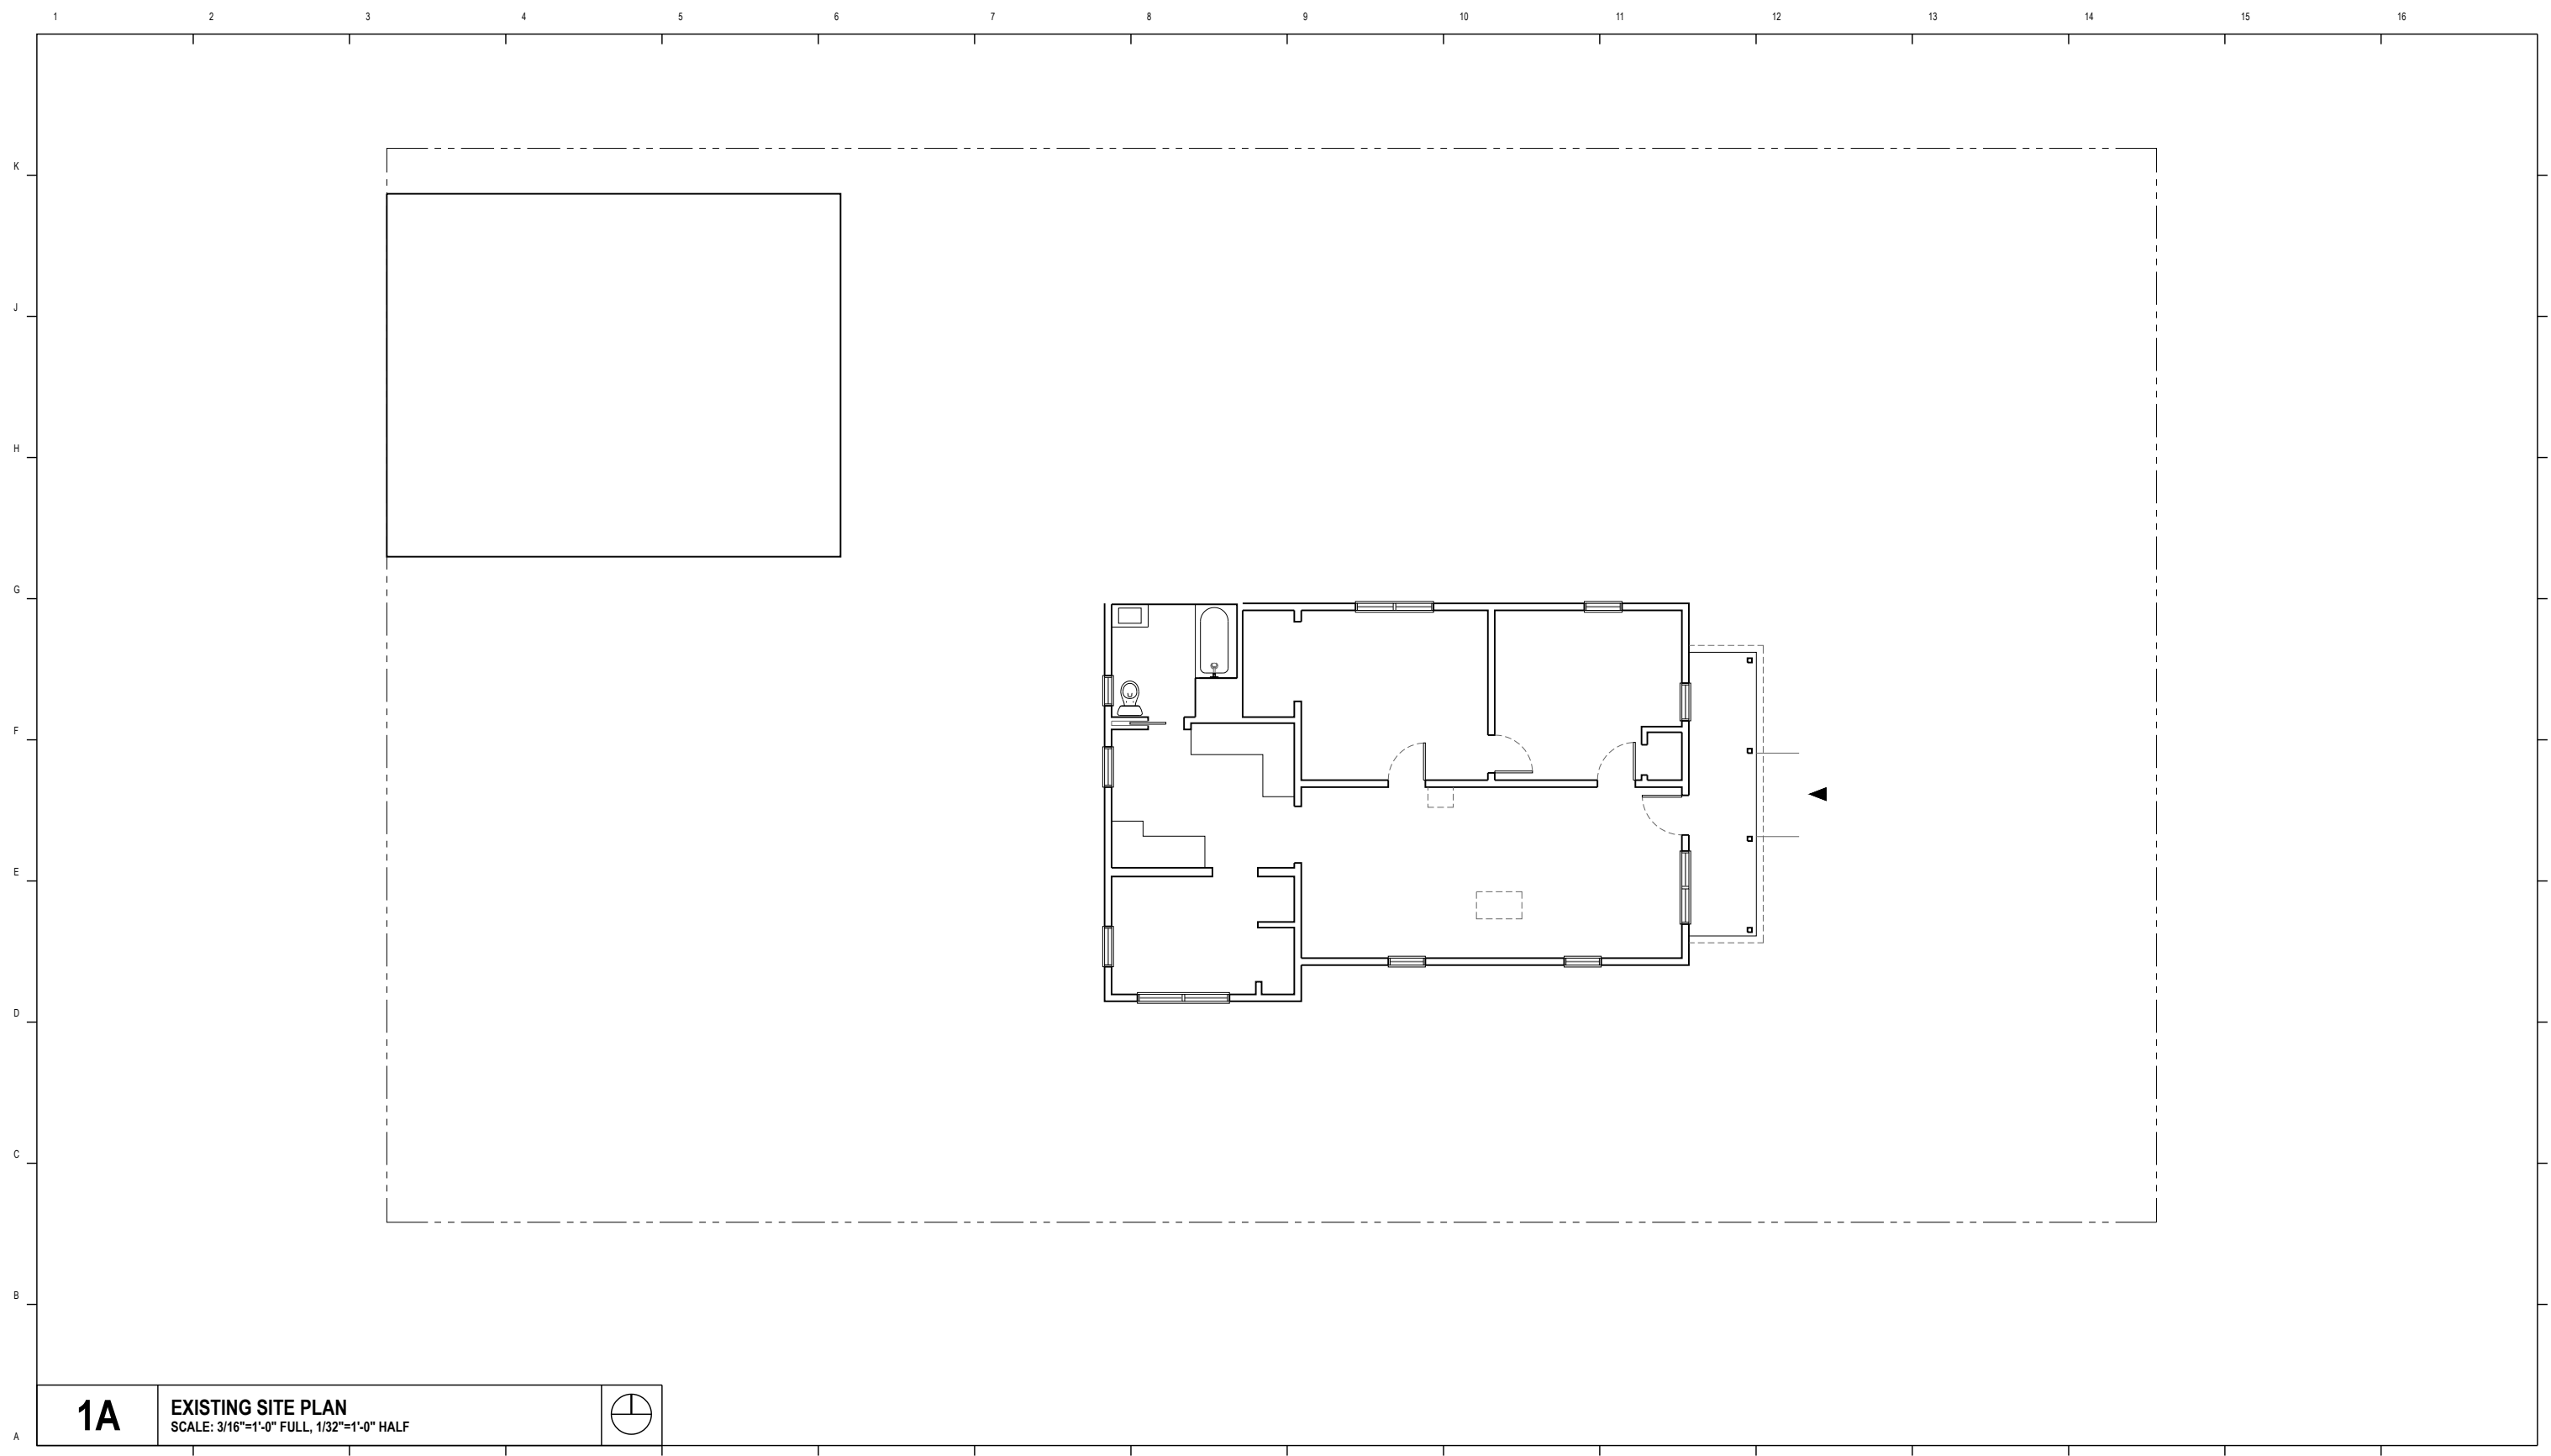 1 2 3 4 5 6 7 8 9 10 11 12 13 14 15 16
K
J
H
G
F
E
D
C
B
A
1A
EXISTING SITE PLAN
SCALE: 3/16"=1'-0" FULL, 1/32"=1'-0" HALF